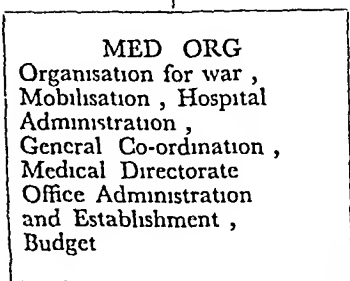 MED ORG
Organisation for war ,
Mobilisation , Hospital
Administration ,
General Co-ordination ,
Medical Directorate
Office Administration
and Establishment ,
Budget